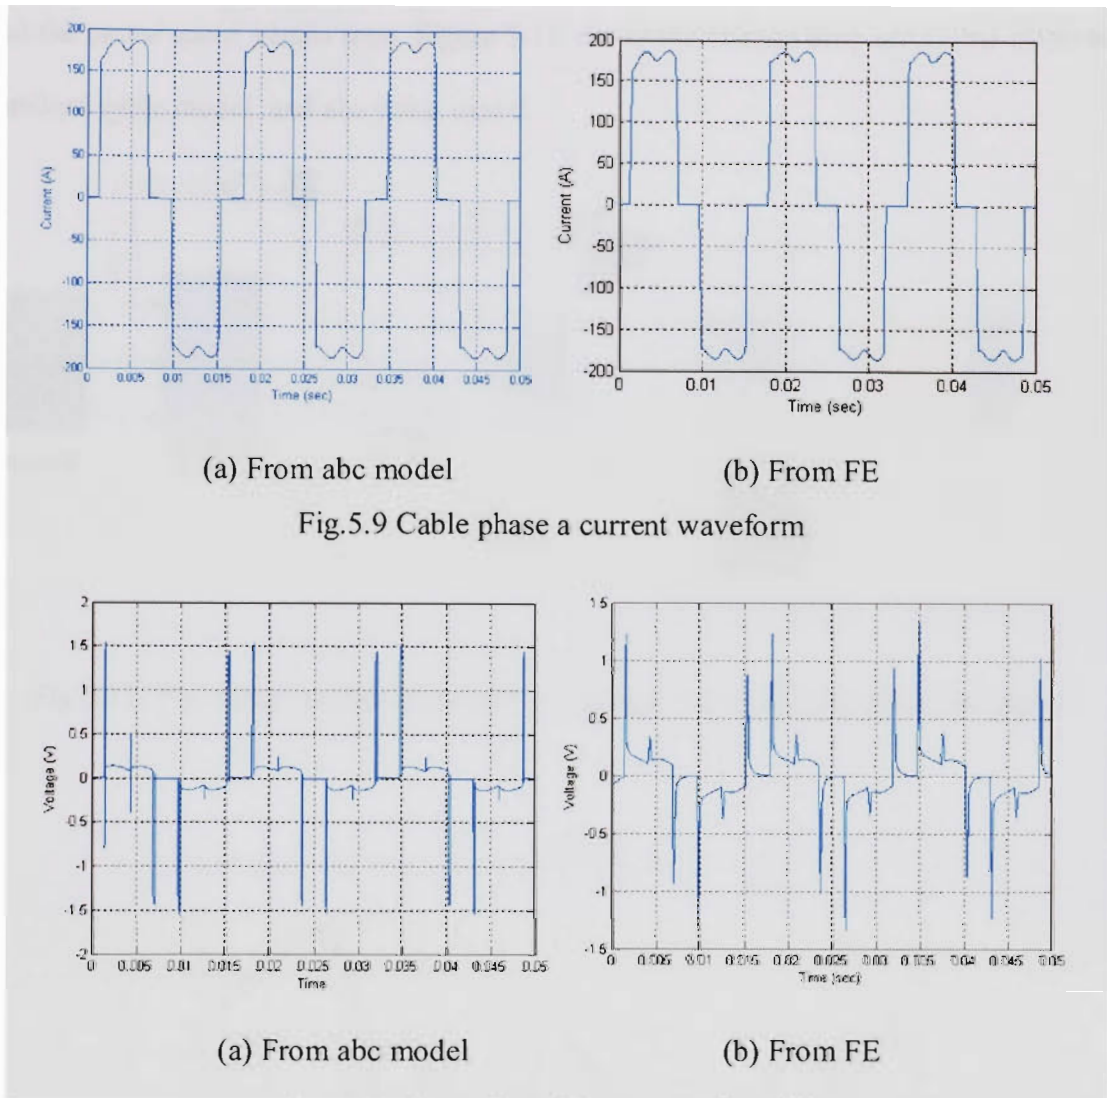 200
150
100
50
0
-50
-100
-150
-200
Current (A)
0 0.005 0.01 0.015 0.02 0.025 0.03 0.035 0.04 0.045 0.05
Time (sec)
200
150
100
50
0
-50
-100
-150
-200
Current (A)
0 0.01 0.02 0.03 0.04 0.05
Time (sec)
(a) From abc model (b) From FE
Fig.5.9 Cable phase a current waveform
2
1.5
1
0.5
0
-0.5
-1
-1.5
-2
Voltage (v)
0 0.005 0.01 0.015 0.02 0.025 0.03 0.035 0.04 0.045 0.05
Time
1.5
1
0.5
0
-0.5
-1
-1.5
Voltage (V)
0 0.005 0.01 0.015 0.02 0.025 0.03 0.035 0.04 0.045 0.05
Time (sec)
(a) From abc model (b) From FE